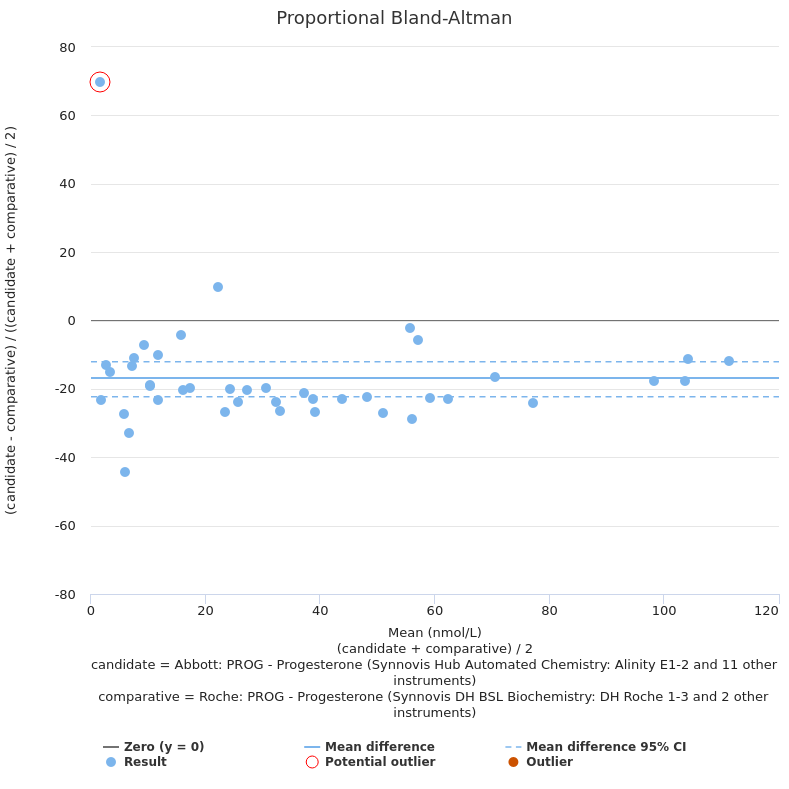 Proportional Bland-Altman
(candidate - comparative) / ((candidate + comparative) / 2)
80
60
40
20
0
-20
-40
-60
-80
0
20
40
60
80
100
120
Mean (nmol/L)
(candidate + comparative) / 2
candidate = Abbott: PROG - Progesterone (Synnovis Hub Automated Chemistry: Alinity E1-2 and 11 other
instruments)
comparative = Roche: PROG - Progesterone (Synnovis DH BSL Biochemistry: DH Roche 1-3 and 2 other
instruments)
Zero (y = 0)
Mean difference
Mean difference 95% CI
Result
Potential outlier
Outlier